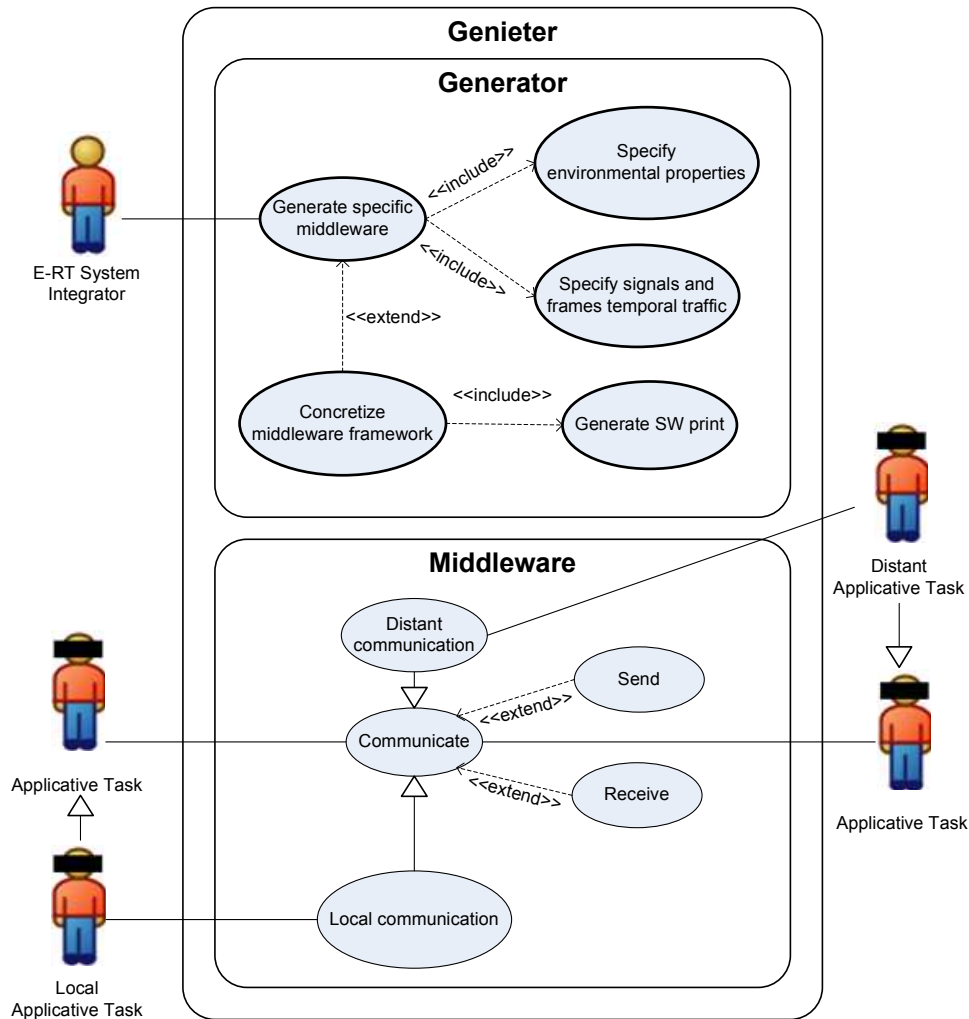 Genieter
Generator
Specify
environmental properties
<<include>>
Generate specific
middleware
<<include>>
Specify signals and
frames temporal traffic
E-RT System
Integrator
<<extend>>
<<include>>
Concretize
middleware framework
Generate SW print
Middleware
Distant
Applicative Task
Distant
communication
Send
<<extend>>
Communicate
<<extend>>
Receive
Applicative Task
Applicative Task
Local communication
Local
Applicative Task